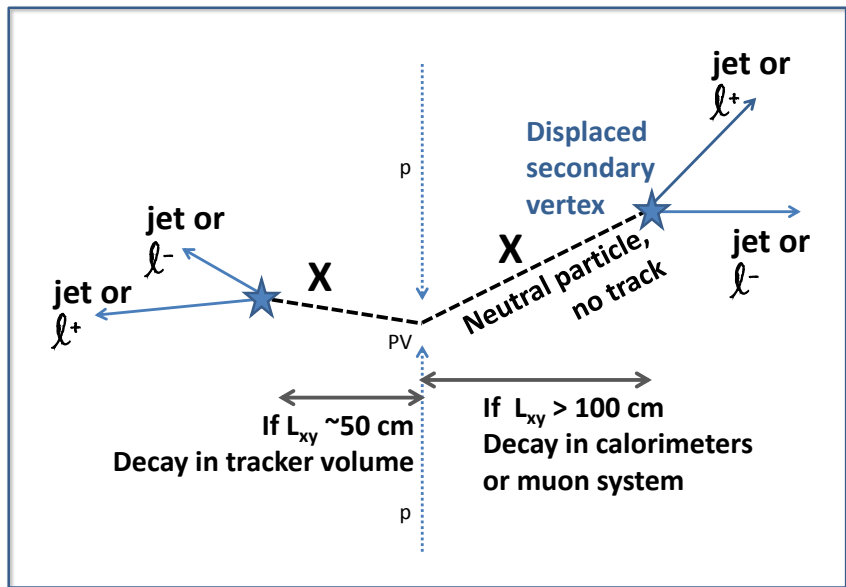 jet or
ℓ⁺
Displaced
secondary
vertex
p
jet or
ℓ⁻
X
X
Neutral particle,
no track
jet or
ℓ⁻
jet or
ℓ⁺
PV
If Lxy ~50 cm
Decay in tracker volume
If Lxy > 100 cm
Decay in calorimeters
or muon system
p